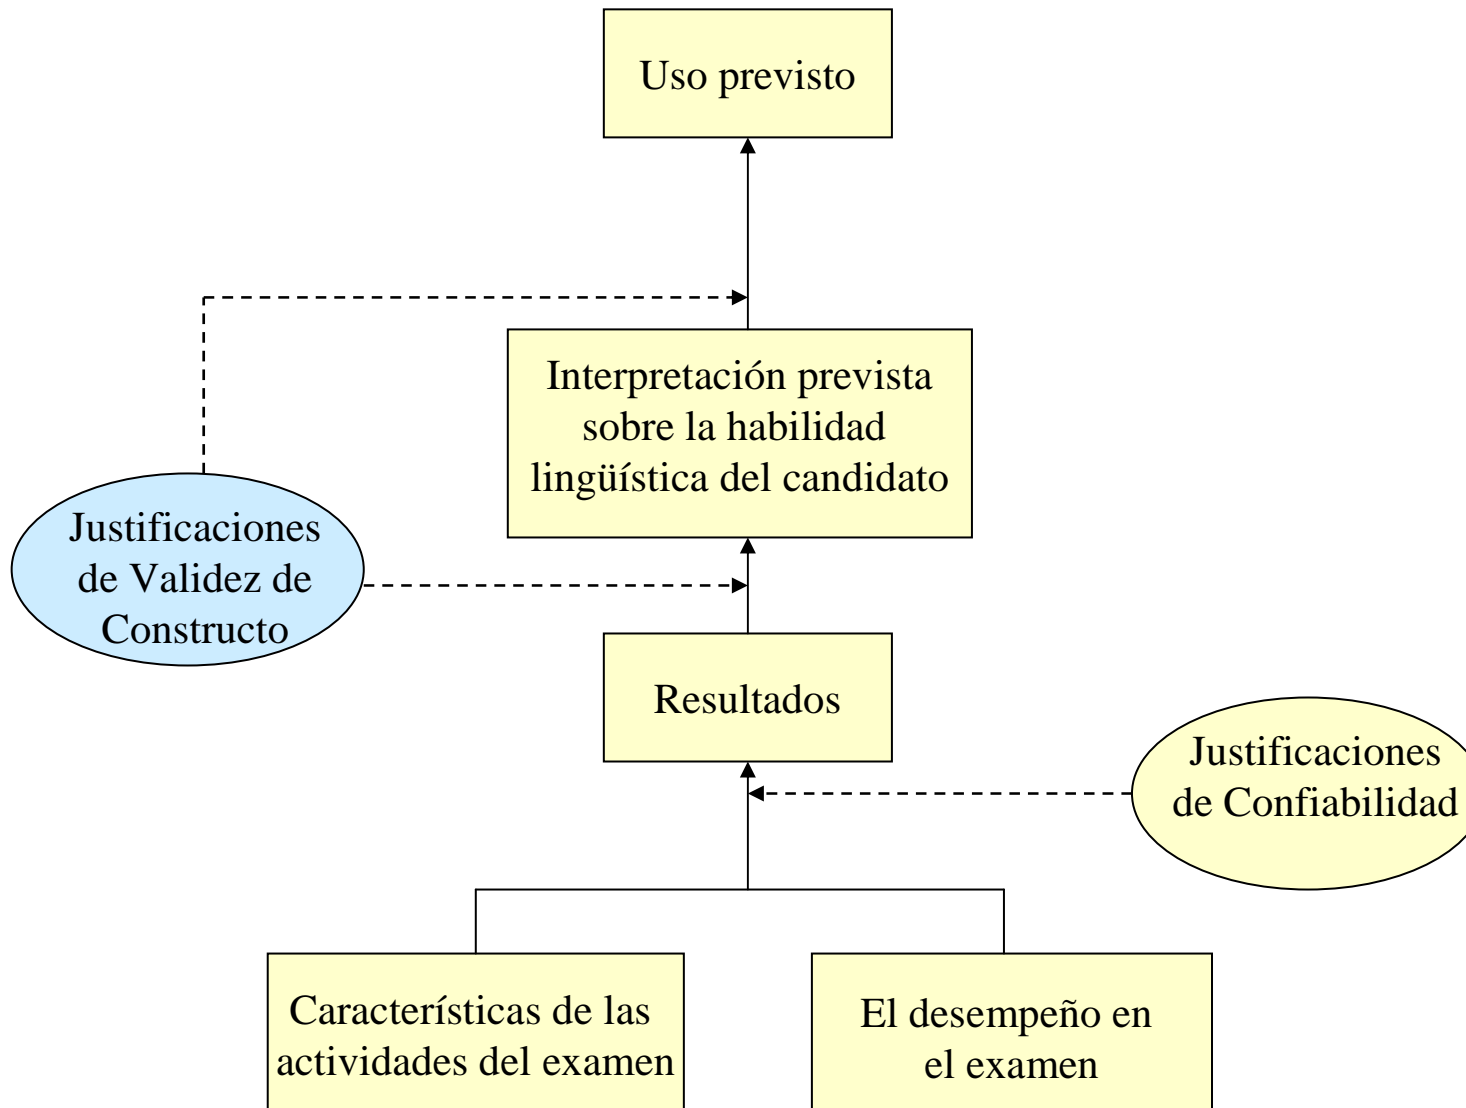 Uso previsto
Interpretación prevista
sobre la habilidad
lingüística del candidato
Justificaciones
de Validez de
Constructo
Resultados
Justificaciones
de Confiabilidad
Características de las
actividades del examen
El desempeño en
el examen